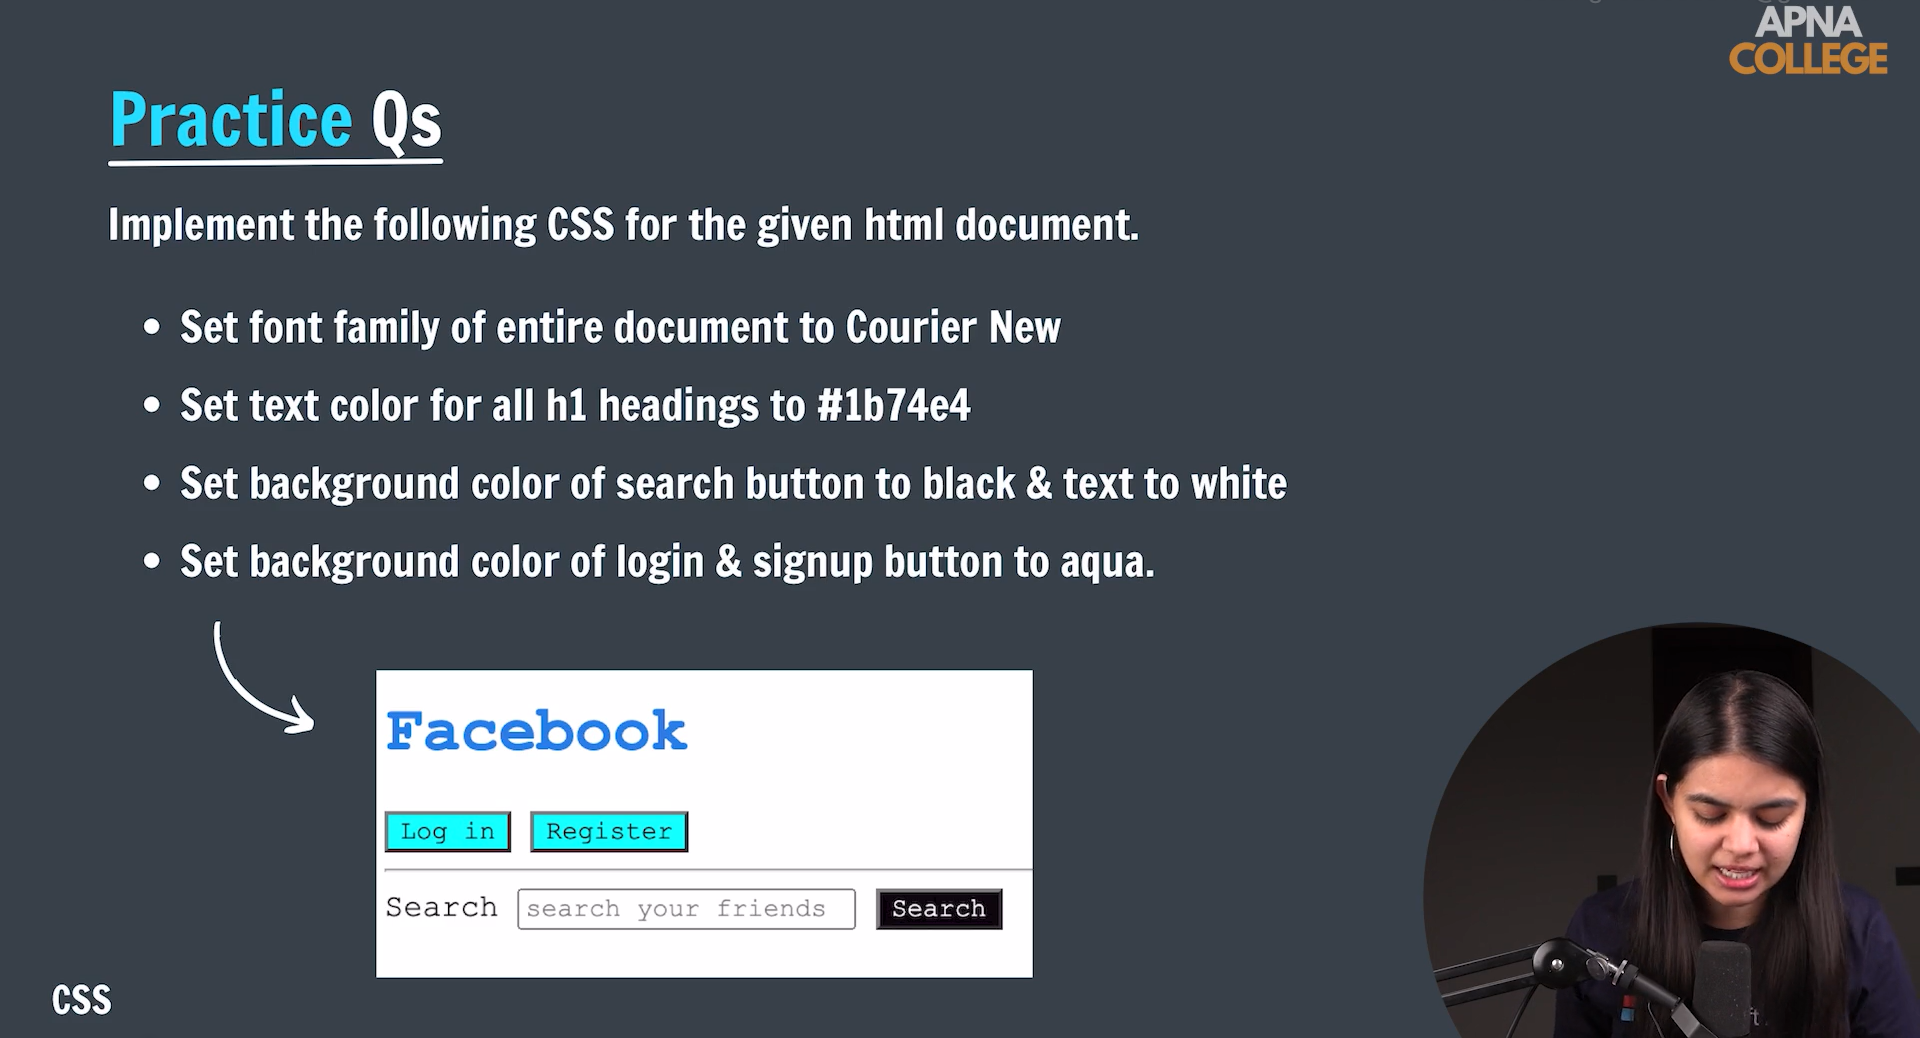 APNA
COLLEGE
Practice Qs
Implement the following CSS for the given html document.
• Set font family of entire document to Courier New
• Set text color for all h1 headings to #1b74e4
• Set background color of search button to black & text to white
• Set background color of login & signup button to aqua.
Facebook
Log in Register
Search search your friends Search
CSS